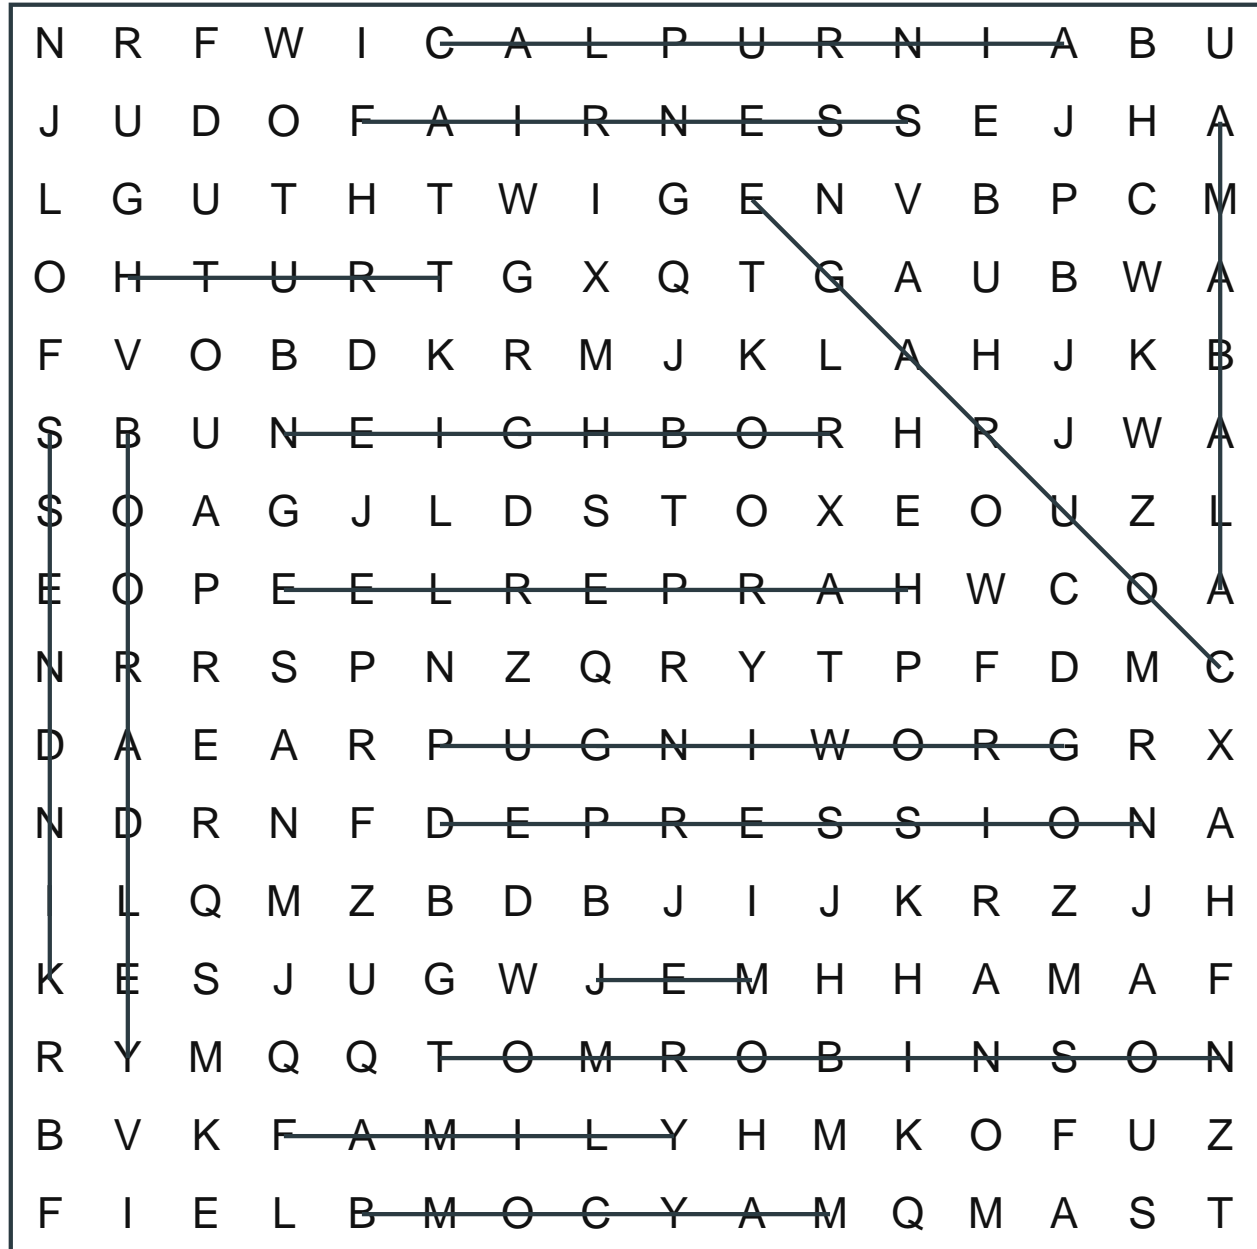 N R F W I C A L P U R N I A B U
J U D O F A I R N E S S E J H A
L G U T H T W I G E N V B P C M
O H T U R T G X Q T G A U B W A
F V O B D K R M J K L A H J K B
S B U N E I G H B O R H R J W A
S O A G J L D S T O X E O U Z L
E O P E E L R E P R A H W C O A
N R R S P N Z Q R Y T P F D M C
D A E A R P U G N I W O R G R X
N D R N F D E P R E S S I O N A
I L Q M Z B D B J I J K R Z J H
K E S J U G W J E M H H A M A F
R Y M Q Q T O M R O B I N S O N
B V K F A M I L Y H M K O F U Z
F I E L B M O C Y A M Q M A S T